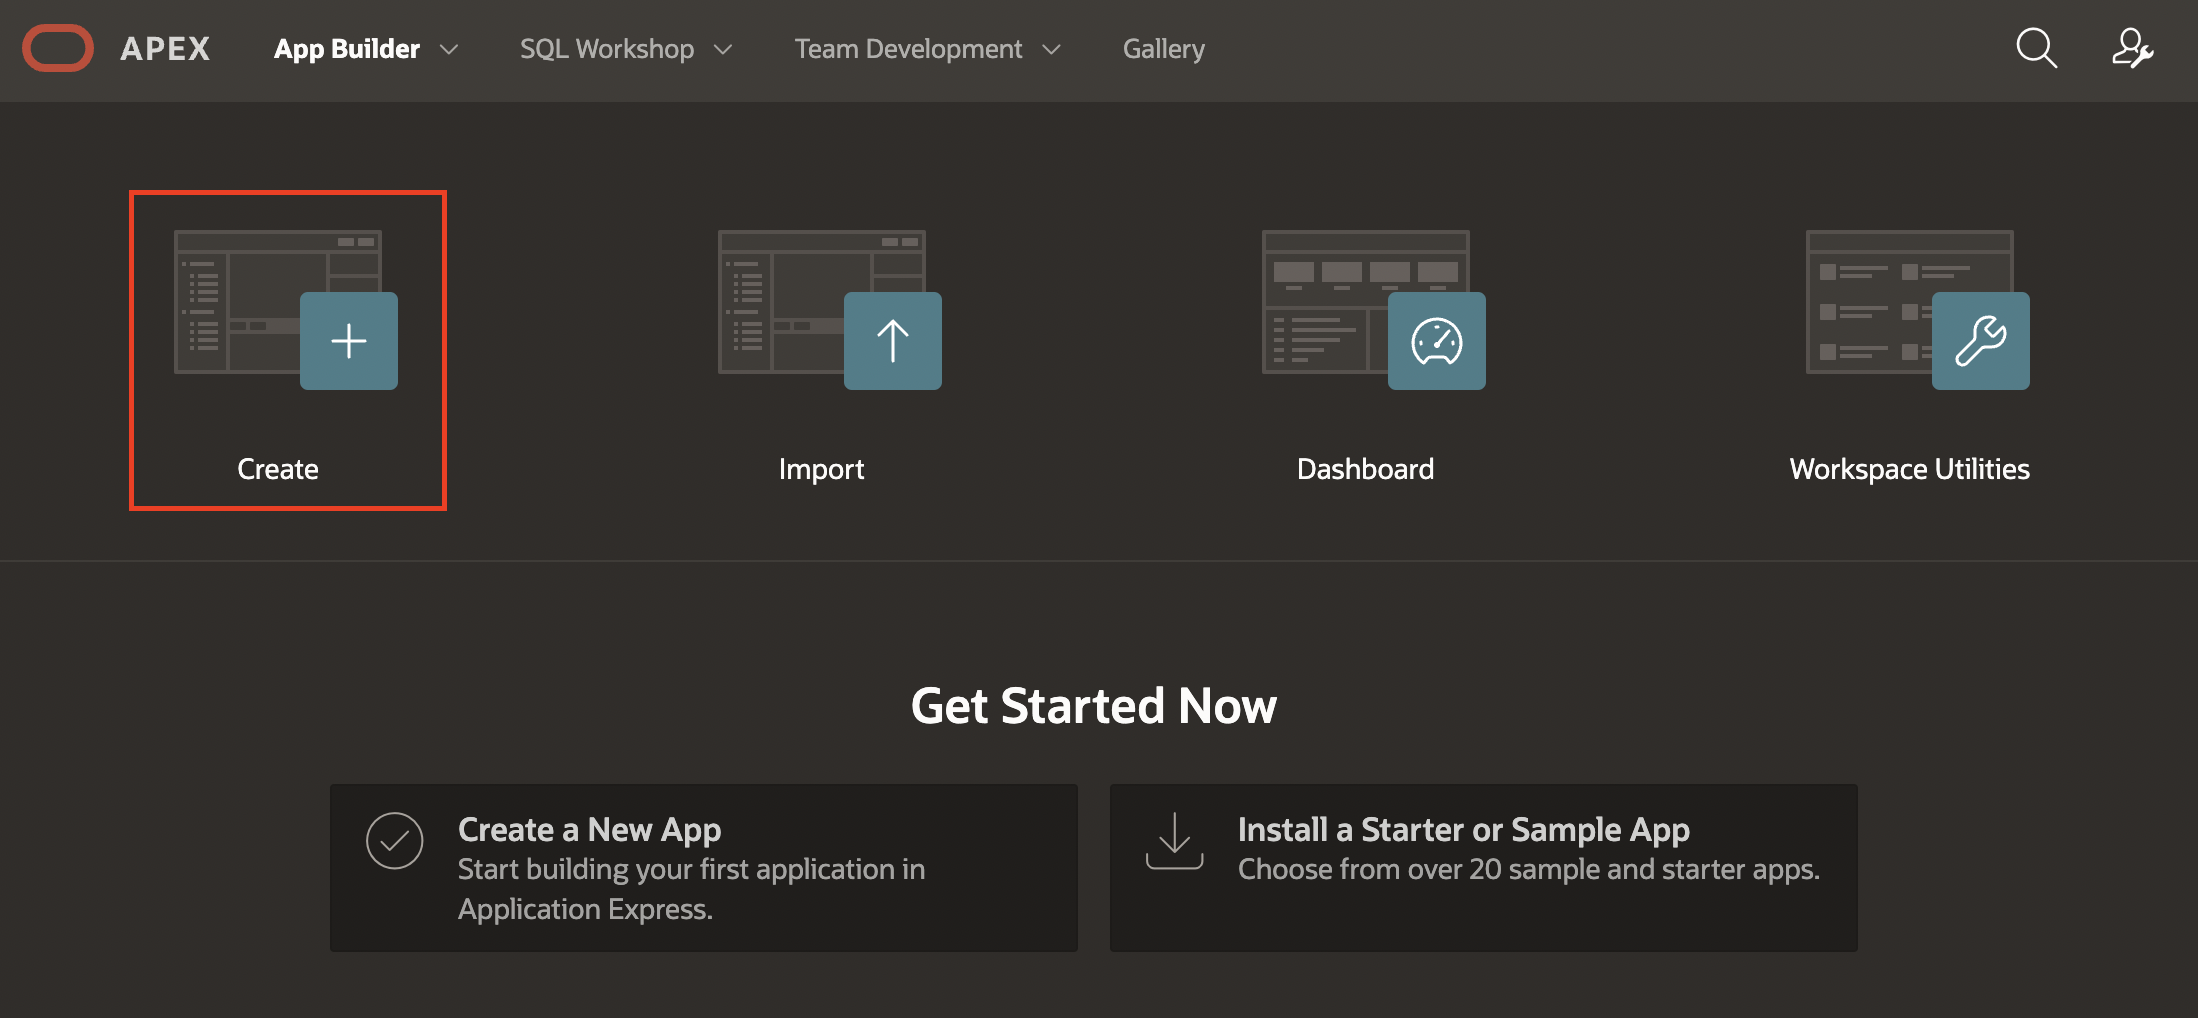 APEX App Builder SQL Workshop Team Development Gallery
Create Import Dashboard Workspace Utilities
Get Started Now
Create a New App
Start building your first application in
Application Express.
Install a Starter or Sample App
Choose from over 20 sample and starter apps.